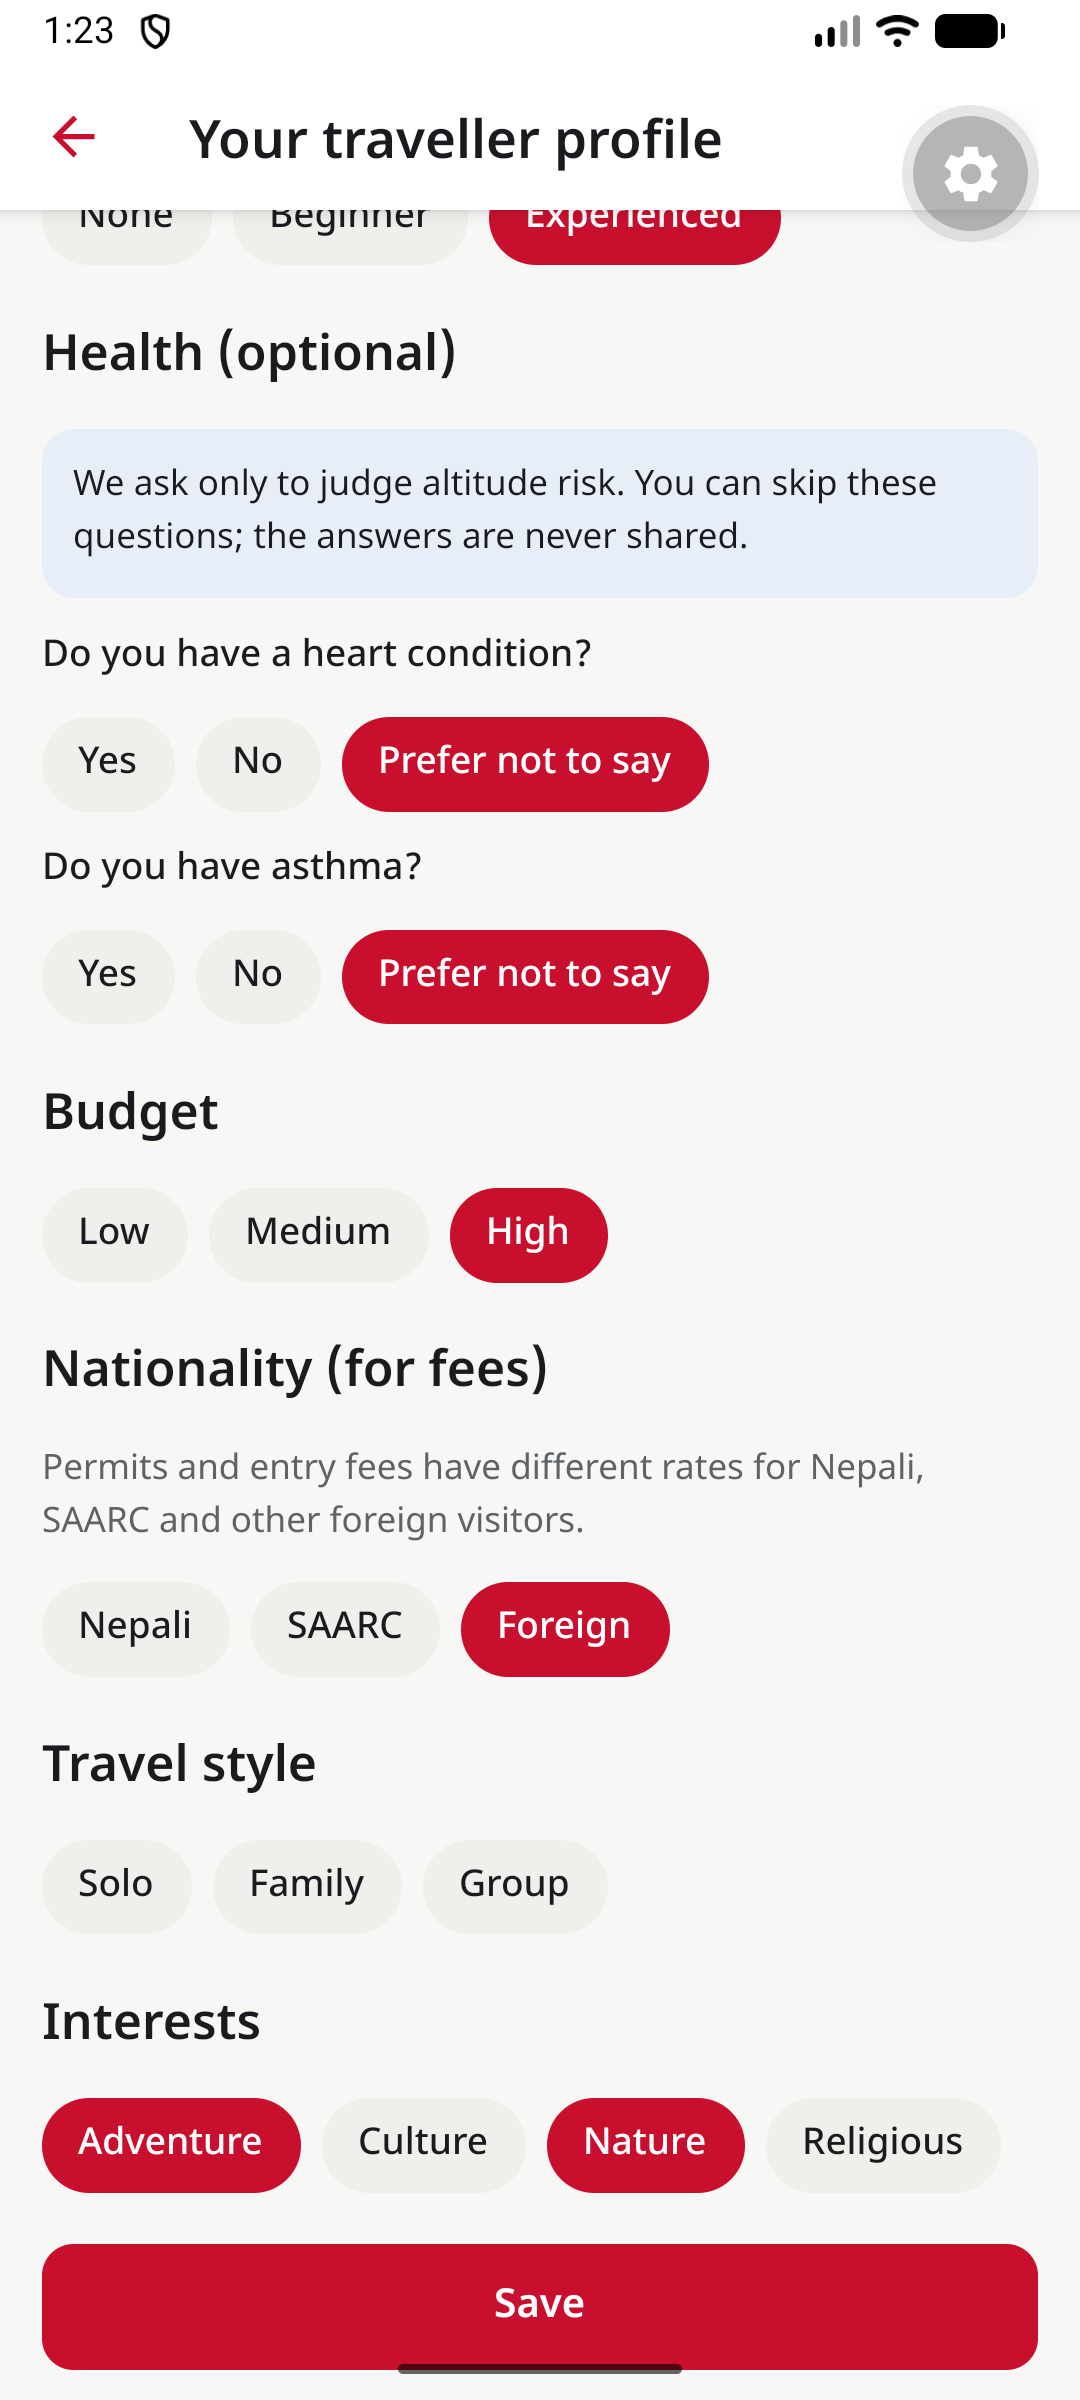 1:23
Your traveller profile
None Beginner Experienced
Health (optional)
We ask only to judge altitude risk. You can skip these
questions; the answers are never shared.
Do you have a heart condition?
Yes No Prefer not to say
Do you have asthma?
Yes No Prefer not to say
Budget
Low Medium High
Nationality (for fees)
Permits and entry fees have different rates for Nepali,
SAARC and other foreign visitors.
Nepali SAARC Foreign
Travel style
Solo Family Group
Interests
Adventure Culture Nature Religious
Save